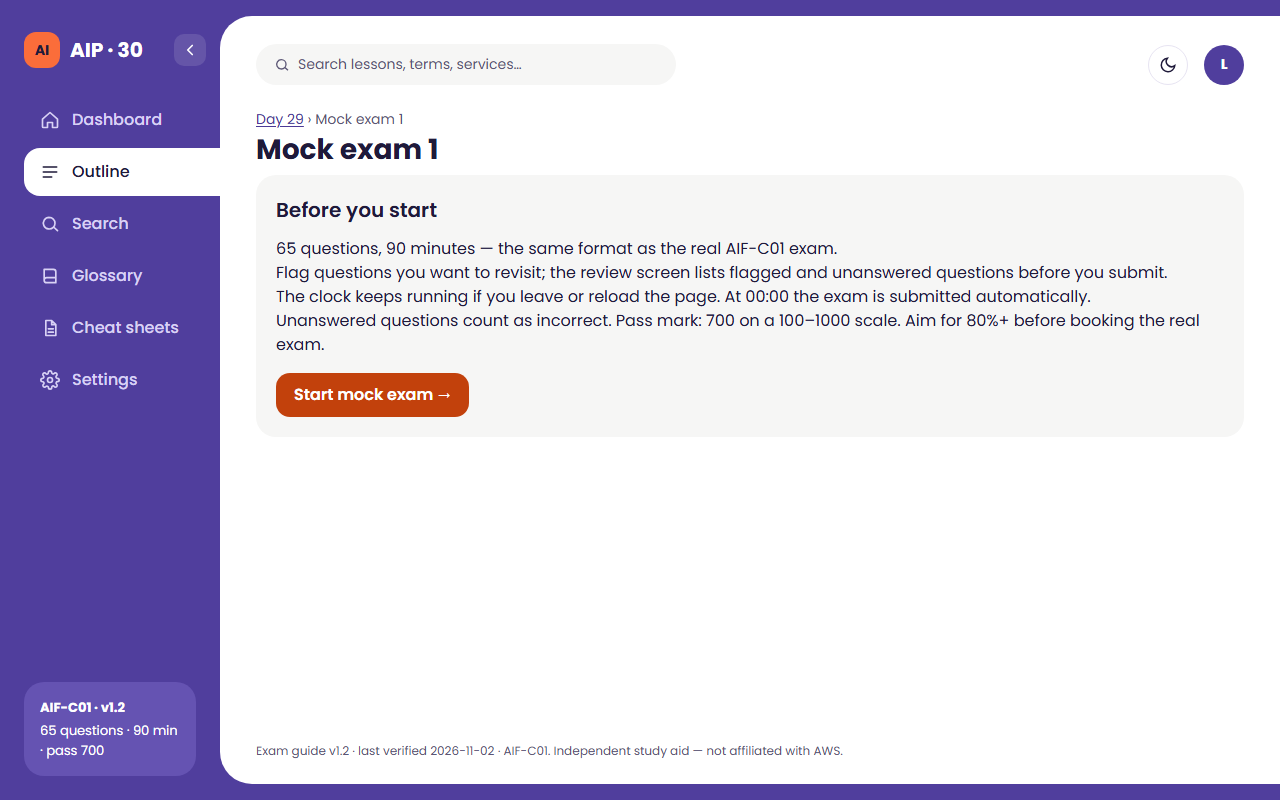 AI
AIP · 30
Dashboard
Outline
Search
Glossary
Cheat sheets
Settings
AIF-C01 · v1.2
65 questions · 90 min
· pass 700
Search lessons, terms, services…
L
Day 29 › Mock exam 1
Mock exam 1
Before you start
65 questions, 90 minutes — the same format as the real AIF-C01 exam.
Flag questions you want to revisit; the review screen lists flagged and unanswered questions before you submit.
The clock keeps running if you leave or reload the page. At 00:00 the exam is submitted automatically.
Unanswered questions count as incorrect. Pass mark: 700 on a 100–1000 scale. Aim for 80%+ before booking the real
exam.
Start mock exam →
Exam guide v1.2 · last verified 2026-11-02 · AIF-C01. Independent study aid — not affiliated with AWS.